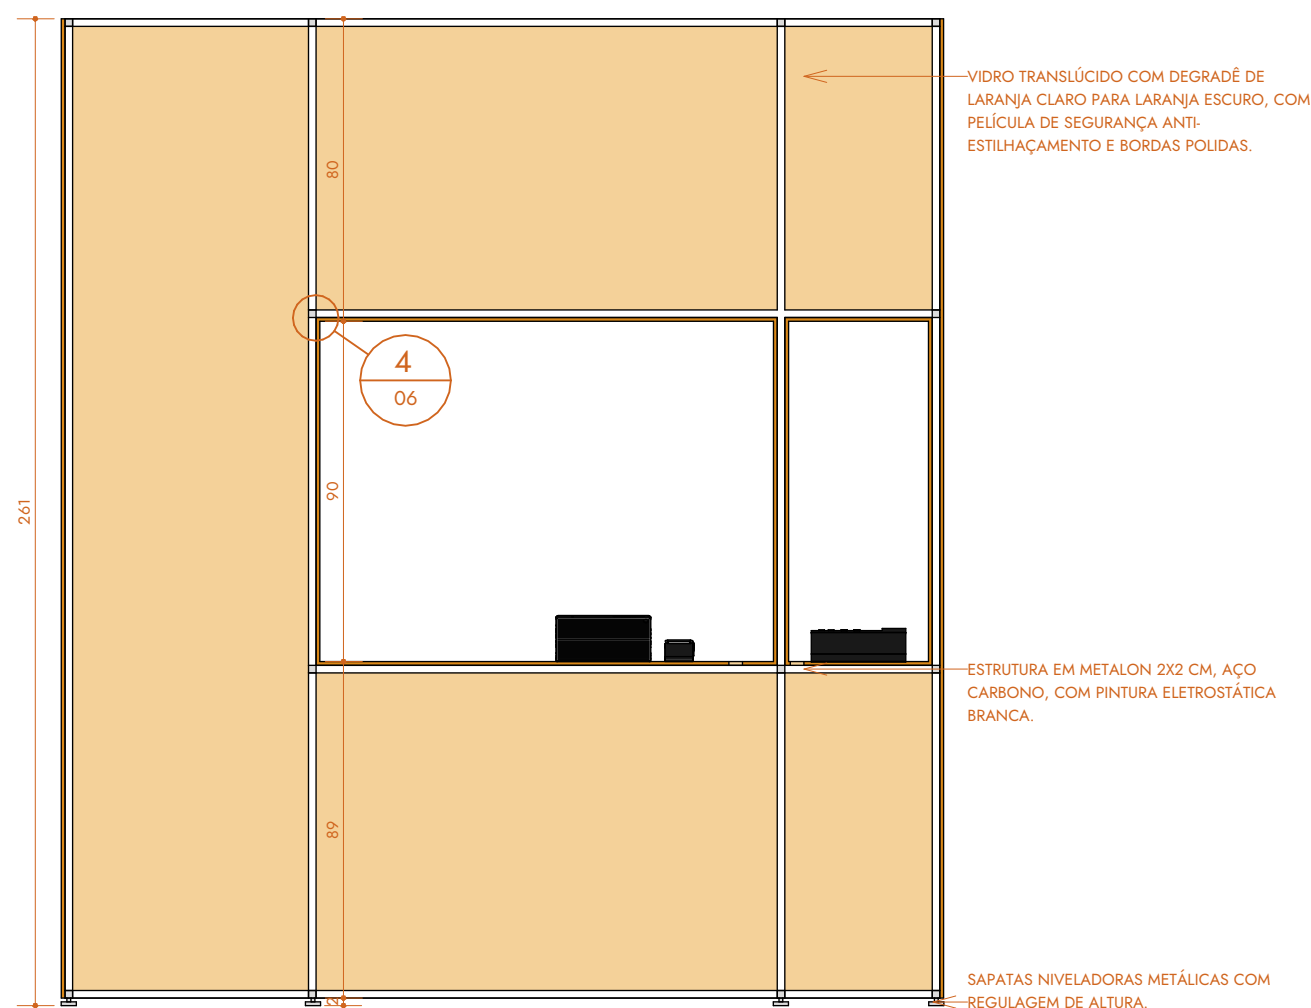 VIDRO TRANSLÚCIDO COM DEGRADÊ DE
LARANJA CLARO PARA LARANJA ESCURO, COM
PELÍCULA DE SEGURANÇA ANTI-
ESTILHAÇAMENTO E BORDAS POLIDAS.
80
4
06
261
90
ESTRUTURA EM METALON 2X2 CM, AÇO
CARBONO, COM PINTURA ELETROSTÁTICA
BRANCA.
89
2
SAPATAS NIVELADORAS METÁLICAS COM
REGULAGEM DE ALTURA.